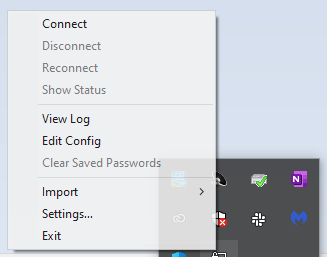 Connect
Disconnect
Reconnect
Show Status
View Log
Edit Config
Clear Saved Passwords
Import
Settings...
Exit